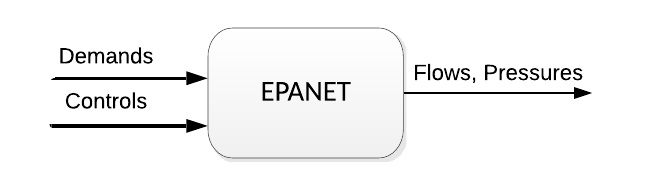 Demands
Controls
EPANET
Flows, Pressures